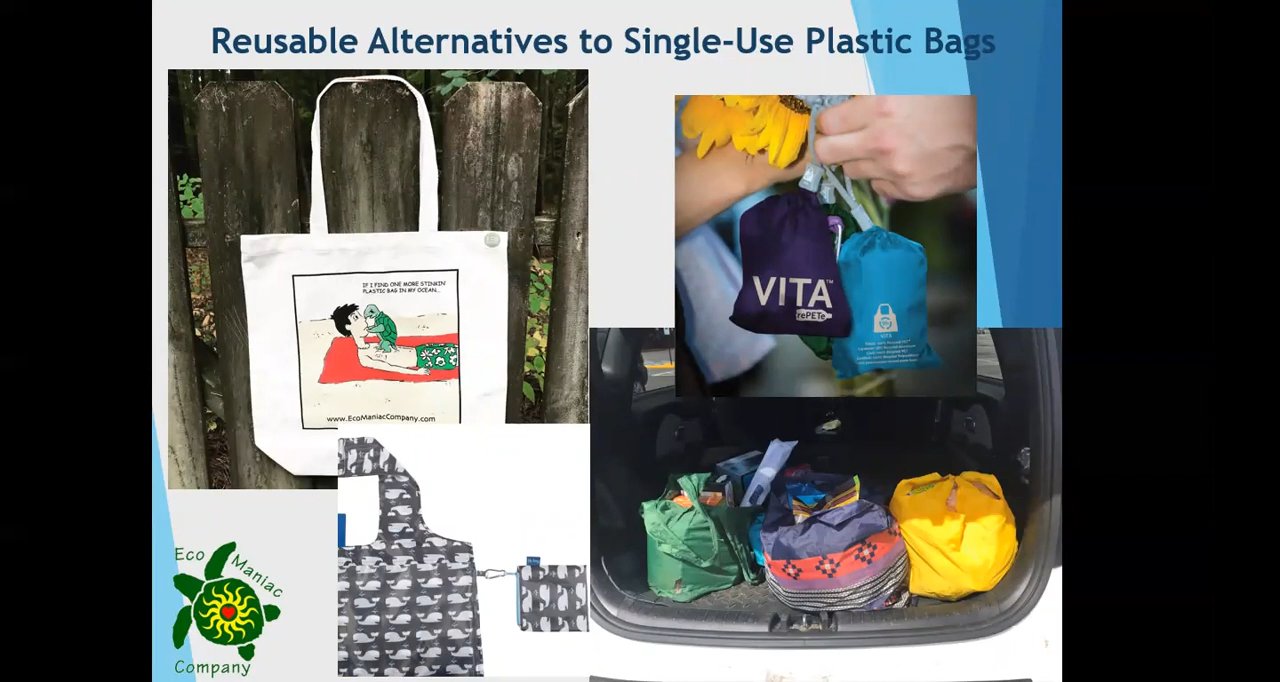 Reusable Alternatives to Single-Use Plastic Bags
IF I FIND ONE MORE STINKIN'
PLASTIC BAG IN MY OCEAN...
www.EcoManiacCompany.com
VITA™
rePETe
VITA
Eco Maniac
Company